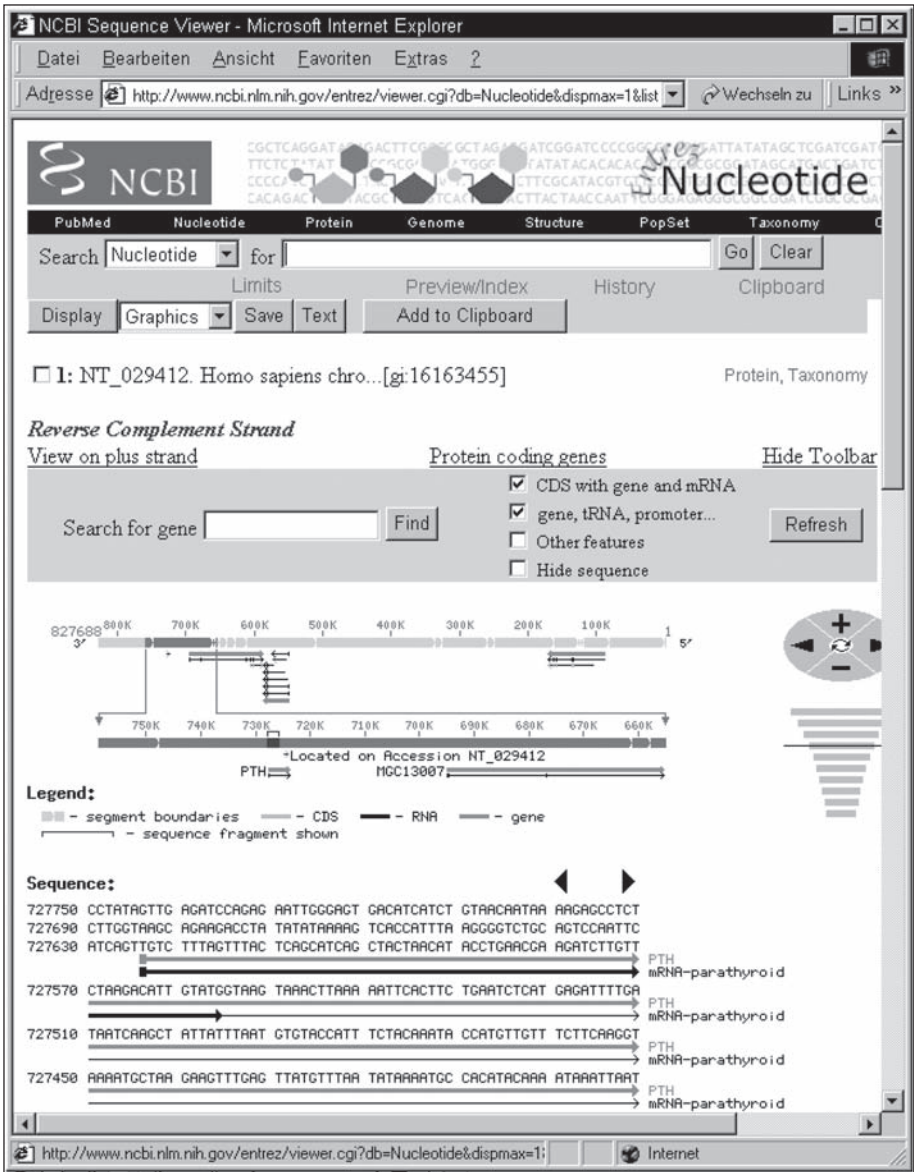 NCBI Sequence Viewer - Microsoft Internet Explorer
Datei Bearbeiten Ansicht Favoriten Extras ?
Adresse http://www.ncbi.nlm.nih.gov/entrez/viewer.cgi?db=Nucleotide&dispmax=1&list Wechseln zu Links »
NCBI
Entrez Nucleotide
PubMed Nucleotide Protein Genome Structure PopSet Taxonomy
Search Nucleotide for Go Clear
Limits Preview/Index History Clipboard
Display Graphics Save Text Add to Clipboard
1: NT_029412. Homo sapiens chro...[gi:16163455] Protein, Taxonomy
Reverse Complement Strand
View on plus strand Protein coding genes Hide Toolbar
CDS with gene and mRNA
Search for gene Find gene, tRNA, promoter... Refresh
Other features
Hide sequence
827688 800K 700K 600K 500K 400K 300K 200K 100K 1
3' 5'
750K 740K 730K 720K 710K 700K 690K 680K 670K 660K
Located on Accession NT_029412
PTH MGC13007
Legend:
- segment boundaries - CDS - RNA - gene
- sequence fragment shown
Sequence:
727750 CCTATAGTTG AGATCCAGAG AATTGGGAGT GACATCATCT GTAACAATAA AAGAGCCTCT
727690 CTTGGTAAGC AGAAGACCTA TATATAAAAG TCACCATTTA AGGGGTCTGC AGTCCAATTC
727630 ATCAGTTGTC TTTAGTTTAC TCAGCATCAG CTACTAACAT ACCTGAACGA AGATCTTGTT
PTH
mRNA-parathyroid
727570 CTAAGACATT GTATGGTAAG TAAACTTAAA AATTCACTTC TGAATCTCAT GAGATTTTGA
PTH
mRNA-parathyroid
727510 TAATCAAGCT ATTATTTAAT GTGTACCATT TCTACAAATA CCATGTTGTT TCTTCAAGGT
PTH
mRNA-parathyroid
727450 AAAATGCTAA GAAGTTTGAG TTATGTTTAA TATAAAATGC CACATACAAA ATAAATTAAT
PTH
mRNA-parathyroid
http://www.ncbi.nlm.nih.gov/entrez/viewer.cgi?db=Nucleotide&dispmax=1 Internet